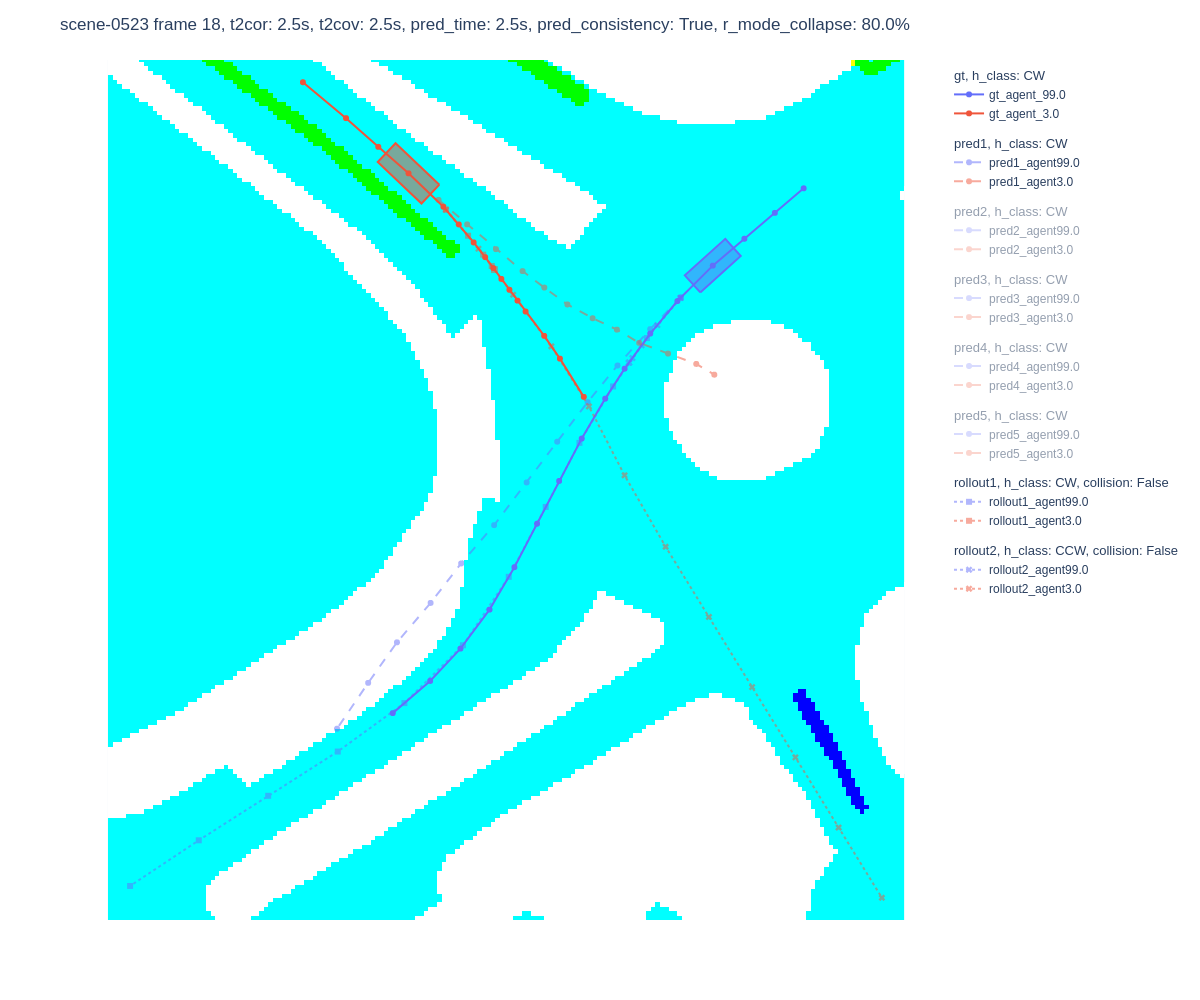 scene-0523 frame 18, t2cor: 2.5s, t2cov: 2.5s, pred_time: 2.5s, pred_consistency: True, r_mode_collapse: 80.0%
gt, h_class: CW
gt_agent_99.0
gt_agent_3.0
pred1, h_class: CW
pred1_agent99.0
pred1_agent3.0
pred2, h_class: CW
pred2_agent99.0
pred2_agent3.0
pred3, h_class: CW
pred3_agent99.0
pred3_agent3.0
pred4, h_class: CW
pred4_agent99.0
pred4_agent3.0
pred5, h_class: CW
pred5_agent99.0
pred5_agent3.0
rollout1, h_class: CW, collision: False
rollout1_agent99.0
rollout1_agent3.0
rollout2, h_class: CCW, collision: False
rollout2_agent99.0
rollout2_agent3.0